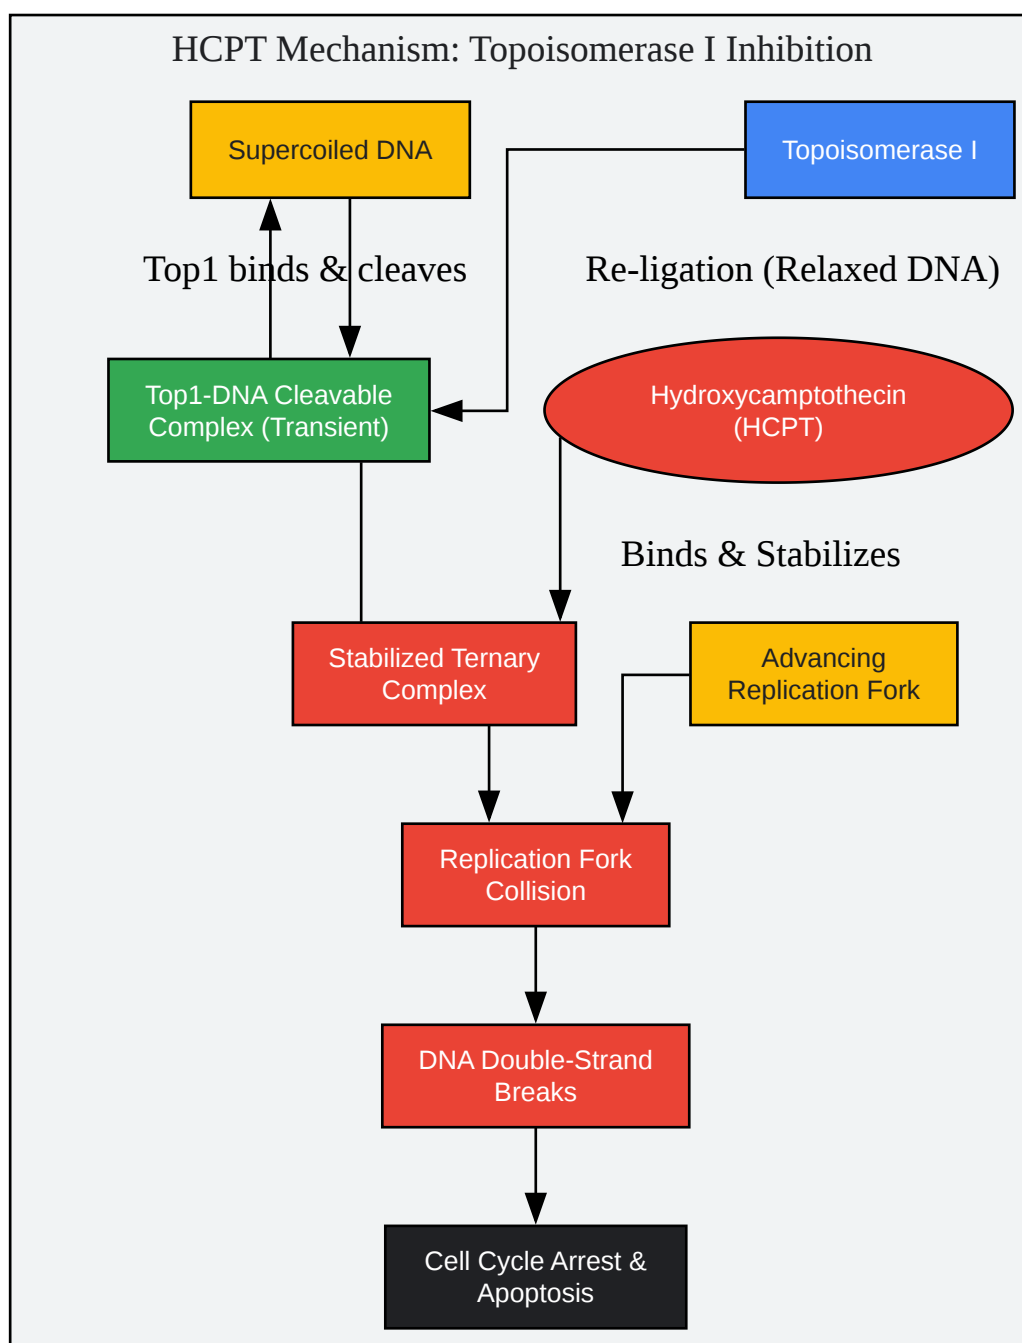 HCPT Mechanism: Topoisomerase I Inhibition
Supercoiled DNA
Topoisomerase I
Top1 binds & cleaves
Re-ligation (Relaxed DNA)
Top1-DNA Cleavable
Complex (Transient)
Hydroxycamptothecin
(HCPT)
Binds & Stabilizes
Stabilized Ternary
Complex
Advancing
Replication Fork
Replication Fork
Collision
DNA Double-Strand
Breaks
Cell Cycle Arrest &
Apoptosis